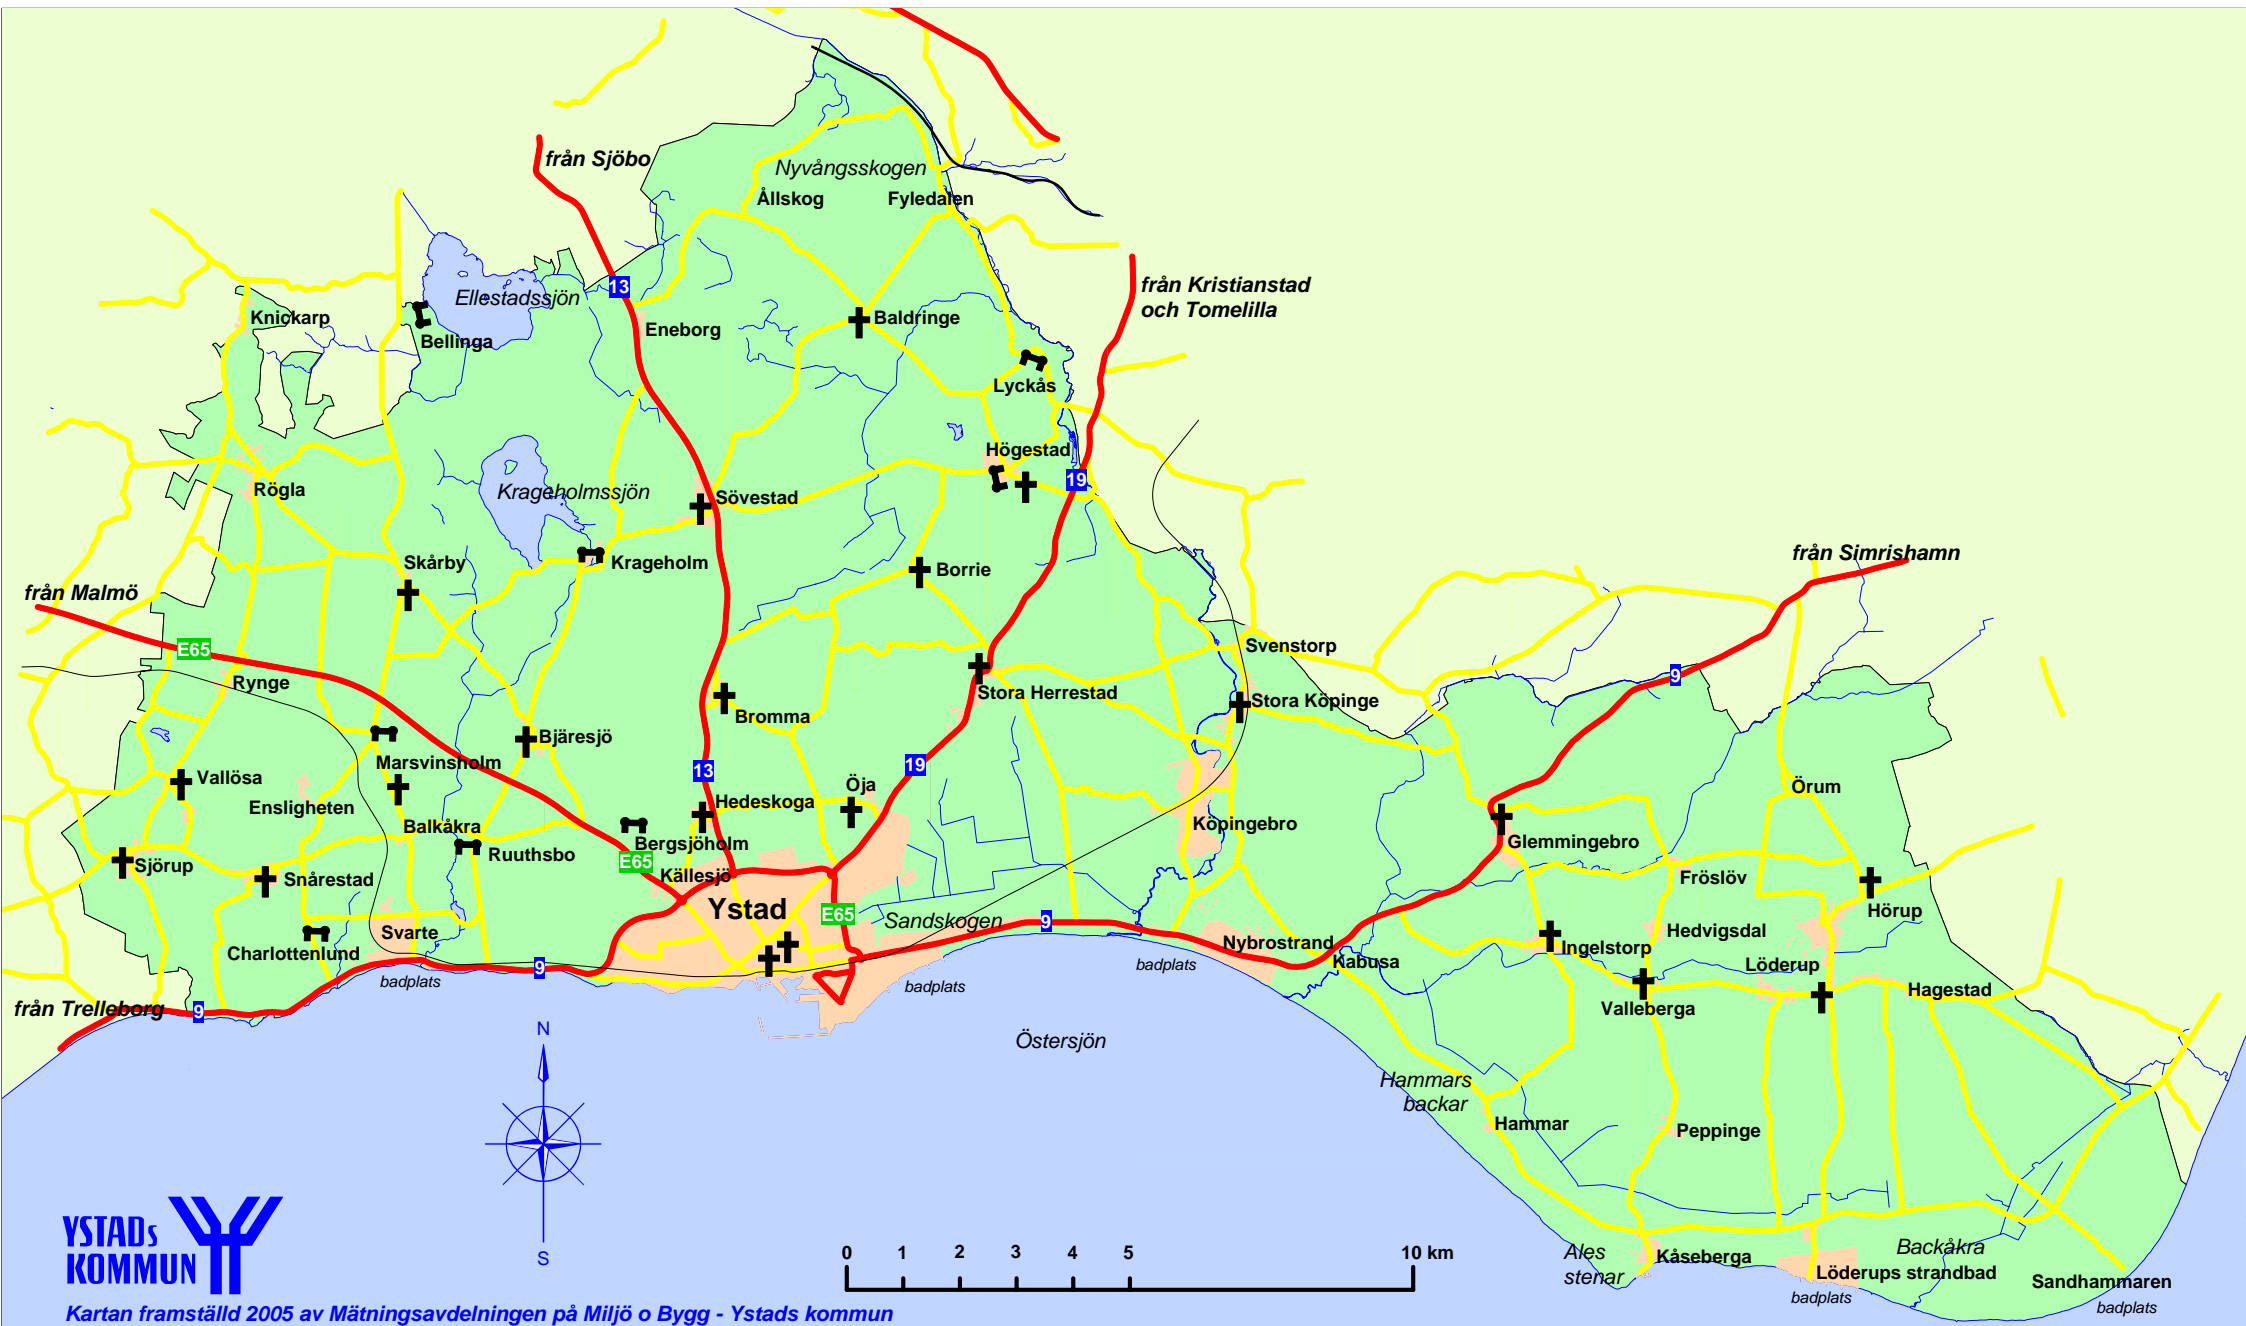 från Sjöbo
Nyvångsskogen
Ållskog
Fyledalen
från Kristianstad
och Tomelilla
13
Ellestadssjön
Knickarp
Bellinga
Eneborg
Baldringe
Lyckås
Högestad
19
Rögla
Krageholmssjön
Sövestad
Skårby
Krageholm
Borrie
från Simrishamn
från Malmö
E65
Rynge
Svenstorp
9
Stora Herrestad
Stora Köpinge
Bromma
Bjäresjö
Marsvinsholm
13
19
Vallösa
Ensligheten
Öja
Hedeskoga
Örum
Balkåkra
Köpingebro
Bergsjöholm
Glemmingebro
Ruuthsbo
E65
Sjörup
Snårestad
Källesjö
Fröslöv
Ystad
E65
Sandskogen
9
Hörup
Svarte
Charlottenlund
Nybrostrand
Kabusa
Ingelstorp
Hedvigsdal
Löderup
9
badplats
badplats
badplats
Hagestad
från Trelleborg
9
Valleberga
N
Östersjön
Hammars
backar
Hammar
Peppinge
S
YSTADs
KOMMUN
0 1 2 3 4 5 10 km
Ales
stenar
Kåseberga
Backåkra
Löderups strandbad
badplats
Sandhammaren
badplats
Kartan framställd 2005 av Mätningsavdelningen på Miljö o Bygg - Ystads kommun